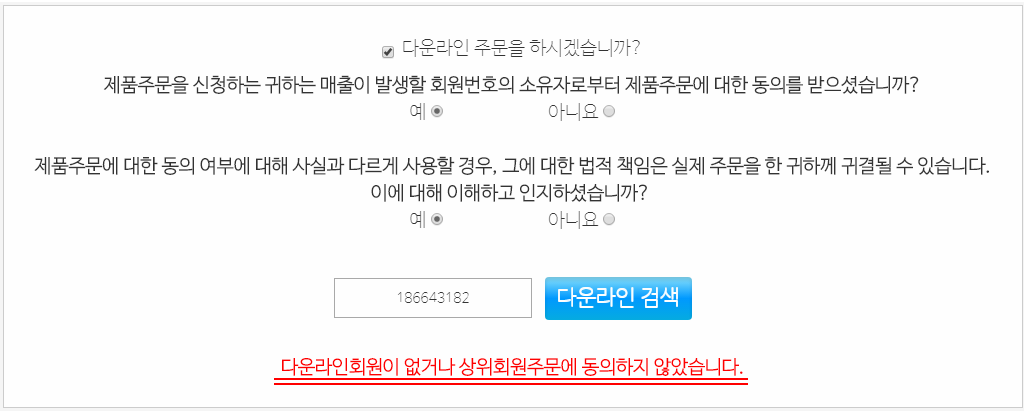 다운라인 주문을 하시겠습니까?
제품주문을 신청하는 귀하는 매출이 발생할 회원번호의 소유자로부터 제품주문에 대한 동의를 받으셨습니까?
예 아니요
제품주문에 대한 동의 여부에 대해 사실과 다르게 사용할 경우, 그에 대한 법적 책임은 실제 주문을 한 귀하께 귀결될 수 있습니다.
이에 대해 이해하고 인지하셨습니까?
예 아니요
186643182 다운라인 검색
다운라인회원이 없거나 상위회원주문에 동의하지 않았습니다.